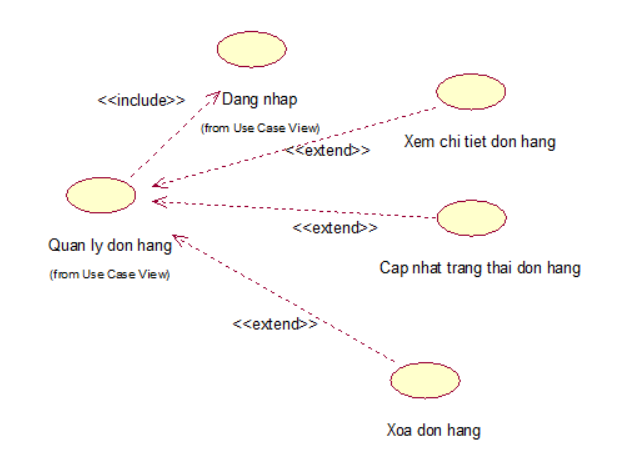 <<include>>
Dang nhap
(from Use Case View)
<<extend>>
Xem chi tiet don hang
Quan ly don hang
(from Use Case View)
<<extend>>
Cap nhat trang thai don hang
<<extend>>
Xoa don hang